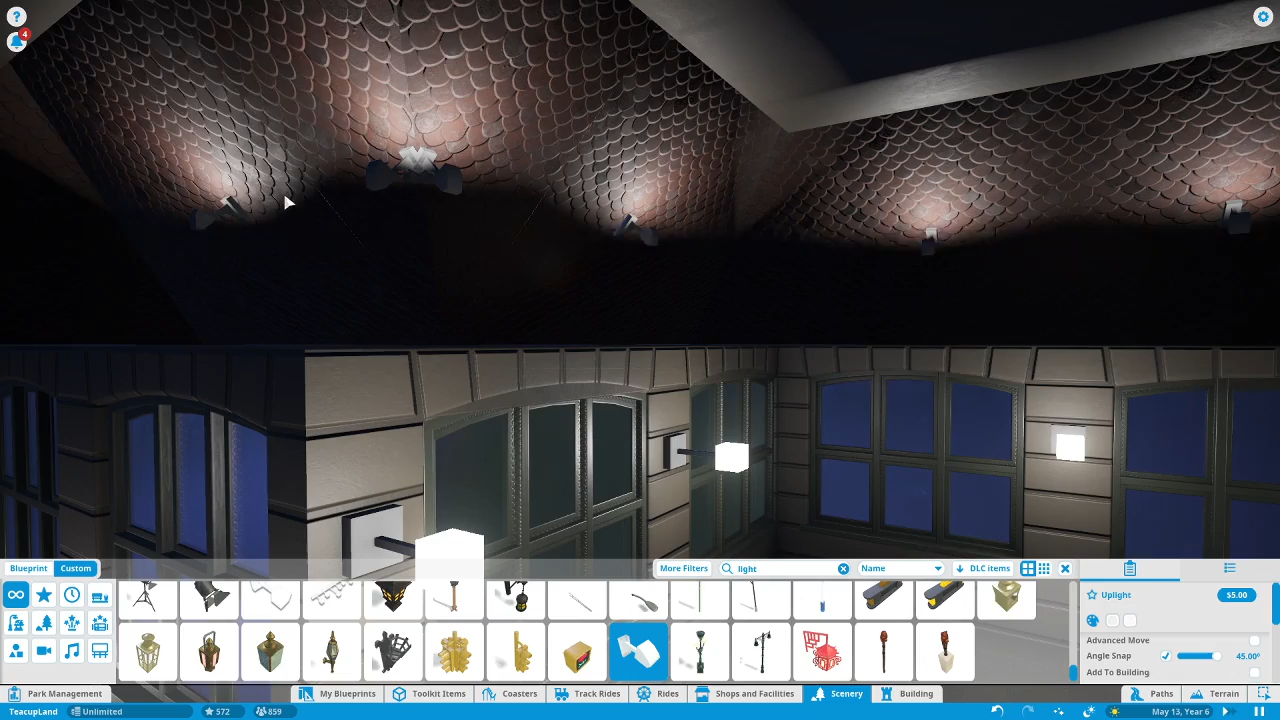 ?
4
Blueprint
Custom
More Filters
light
Name
DLC items
Uplight
$5.00
Advanced Move
Angle Snap
45.00°
Add To Building
Park Management
My Blueprints
Toolkit Items
Coasters
Track Rides
Rides
Shops and Facilities
Scenery
Building
Paths
Terrain
TeacupLand
Unlimited
572
859
May 13, Year 6